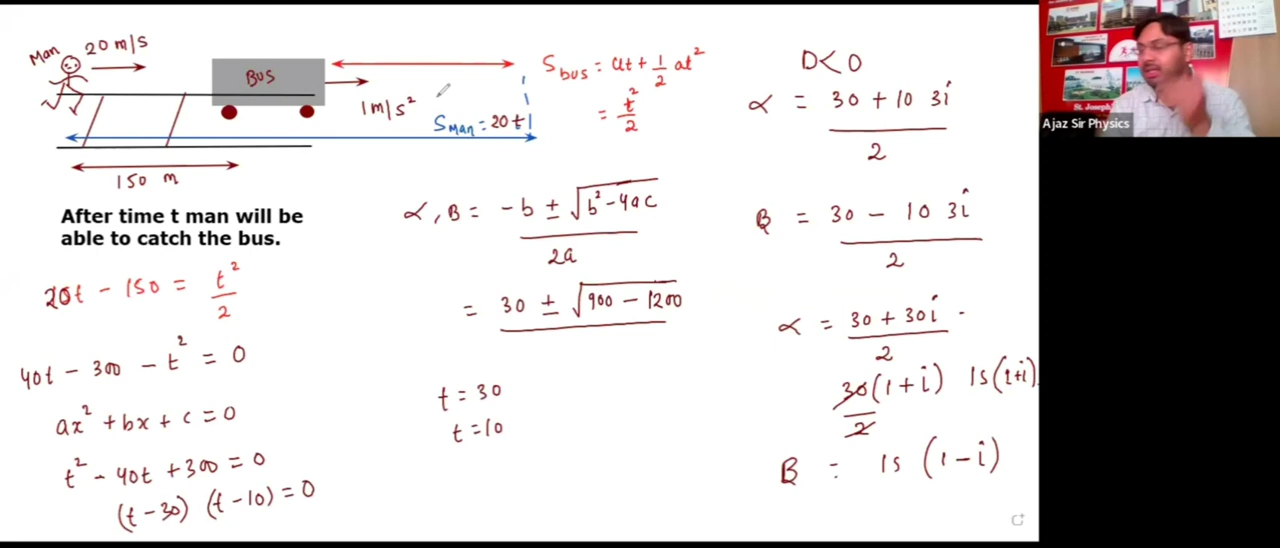 Man 20 m/s
BUS
1 m/s²
S_Man = 20t
150 m
S_bus = ut + 1/2 at²
= t²/2
After time t man will be
able to catch the bus.
20t - 150 = t²/2
40t - 300 - t² = 0
ax² + bx + c = 0
t² - 40t + 300 = 0
(t - 30) (t - 10) = 0
α, B = -b ± √(b² - 4ac)
2a
= 30 ± √(900 - 1200)
t = 30
t = 10
D < 0
α = 30 + 10 3i
2
B = 30 - 10 3i
2
α = 30 + 30i
2
30 (1+i) 15(1+i)
2
B = 15 (1-i)
St. Joseph
Ajaz Sir Physics